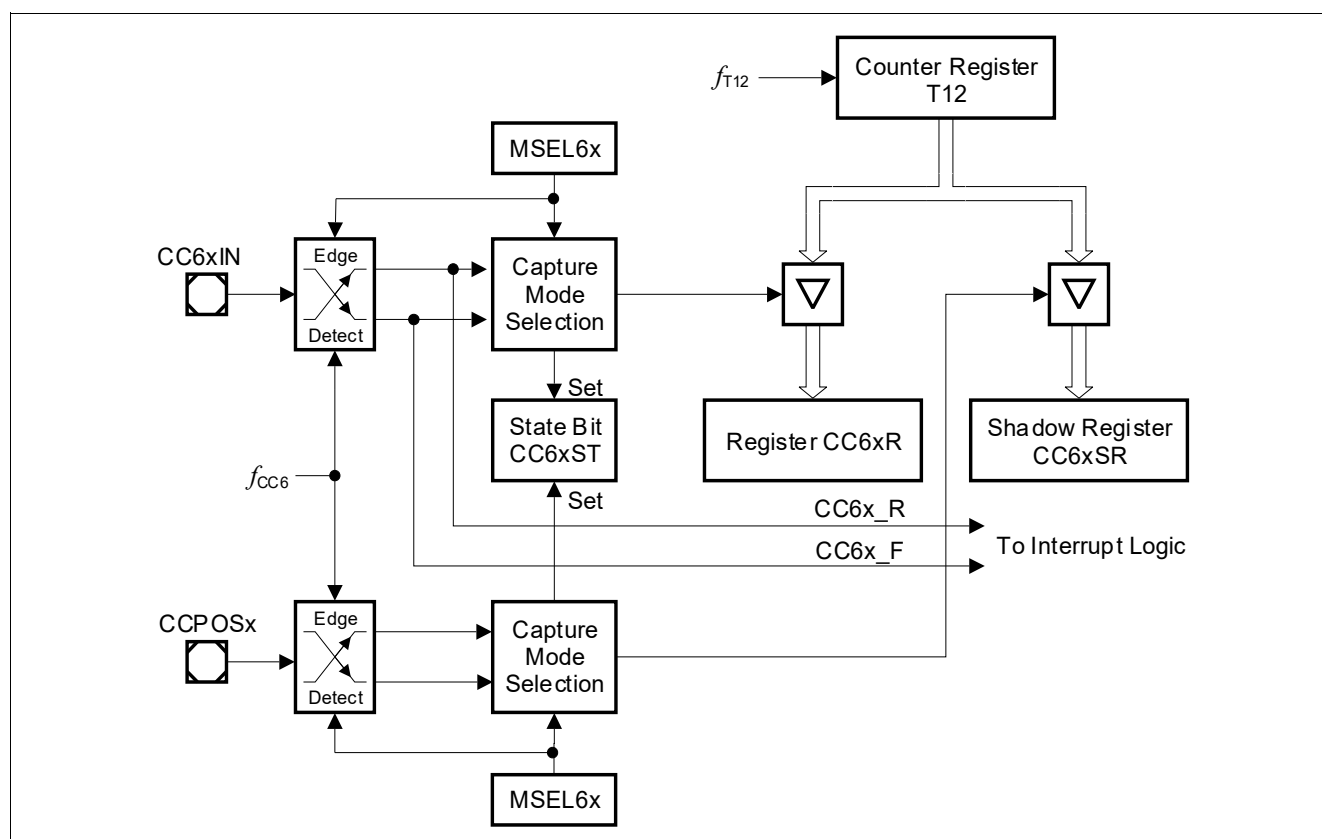 Counter Register
T12
fT12
MSEL6x
CC6xIN
Edge
Detect
Capture
Mode
Selection
Set
State Bit
CC6xST
Set
Register CC6xR
Shadow Register
CC6xSR
fCC6
CC6x_R
CC6x_F
To Interrupt Logic
CCPOSx
Edge
Detect
Capture
Mode
Selection
MSEL6x